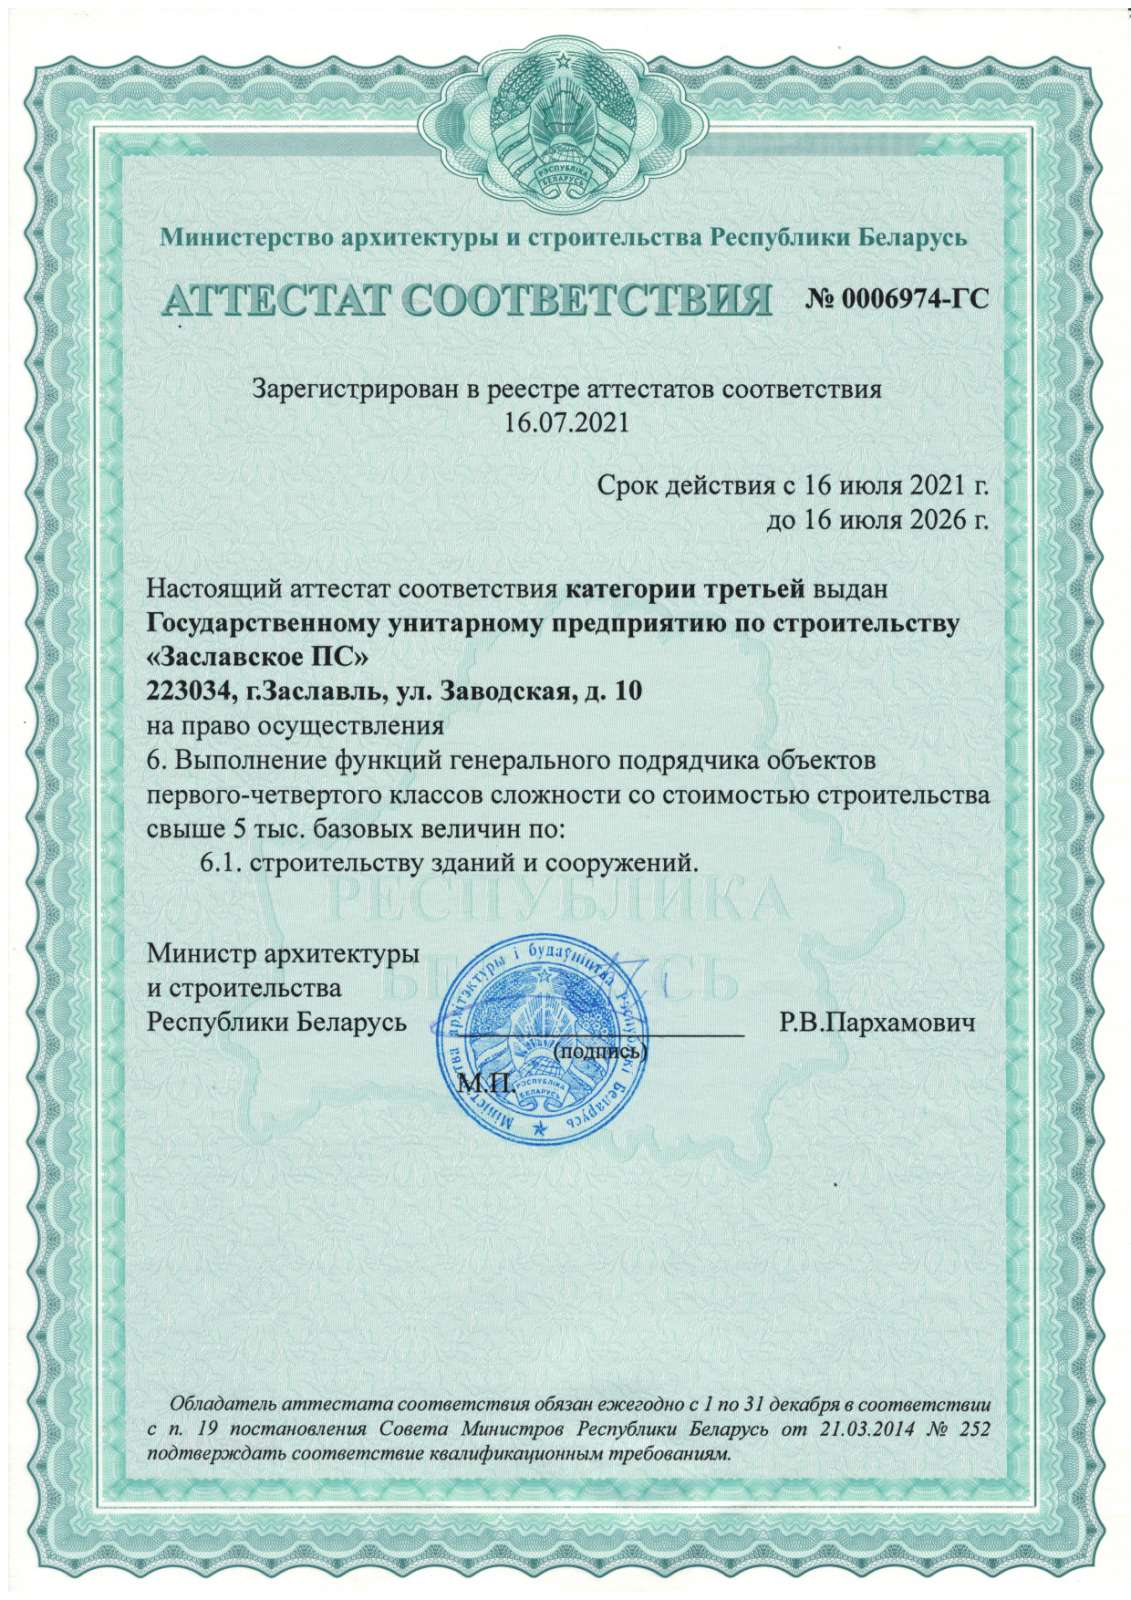 РЭСПУБЛІКА
БЕЛАРУСЬ
Министерство архитектуры и строительства Республики Беларусь
АТТЕСТАТ СООТВЕТСТВИЯ № 0006974-ГС
Зарегистрирован в реестре аттестатов соответствия
16.07.2021
Срок действия с 16 июля 2021 г.
до 16 июля 2026 г.
Настоящий аттестат соответствия категории третьей выдан
Государственному унитарному предприятию по строительству
«Заславское ПС»
223034, г.Заславль, ул. Заводская, д. 10
на право осуществления
6. Выполнение функций генерального подрядчика объектов
первого-четвертого классов сложности со стоимостью строительства
свыше 5 тыс. базовых величин по:
6.1. строительству зданий и сооружений.
РЕСПУБЛИКА
БЕЛАРУСЬ
Министр архитектуры
и строительства
Республики Беларусь Р.В.Пархамович
(подпись)
М.П.
Міністэрства архітэктуры і будаўніцтва Рэспублікі Беларусь
РЭСПУБЛІКА
БЕЛАРУСЬ
Обладатель аттестата соответствия обязан ежегодно с 1 по 31 декабря в соответствии
с п. 19 постановления Совета Министров Республики Беларусь от 21.03.2014 № 252
подтверждать соответствие квалификационным требованиям.